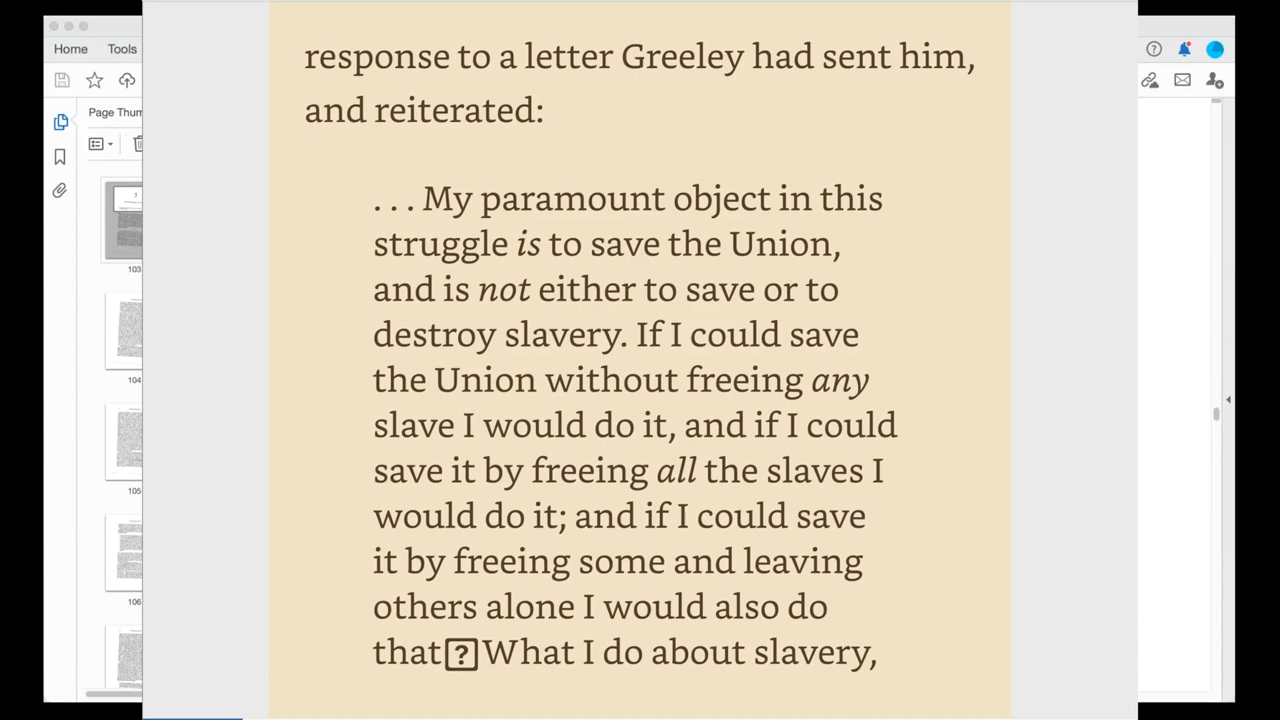 Home Tools
Page Thum
103
104
105
106
response to a letter Greeley had sent him,
and reiterated:
. . . My paramount object in this
struggle is to save the Union,
and is not either to save or to
destroy slavery. If I could save
the Union without freeing any
slave I would do it, and if I could
save it by freeing all the slaves I
would do it; and if I could save
it by freeing some and leaving
others alone I would also do
that⍰What I do about slavery,